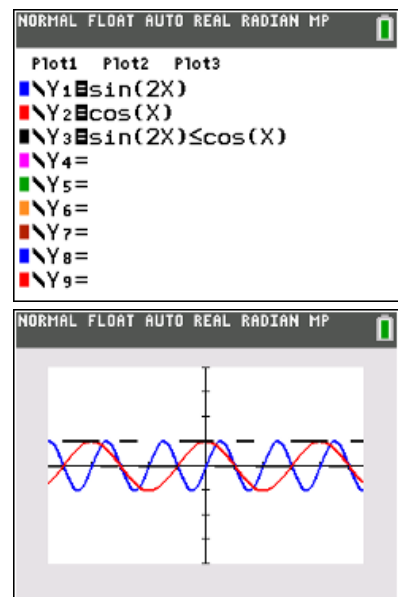 NORMAL FLOAT AUTO REAL RADIAN MP
Plot1 Plot2 Plot3
\Y₁=sin(2X)
\Y₂=cos(X)
\Y₃=sin(2X)≤cos(X)
\Y₄=
\Y₅=
\Y₆=
\Y₇=
\Y₈=
\Y₉=
NORMAL FLOAT AUTO REAL RADIAN MP